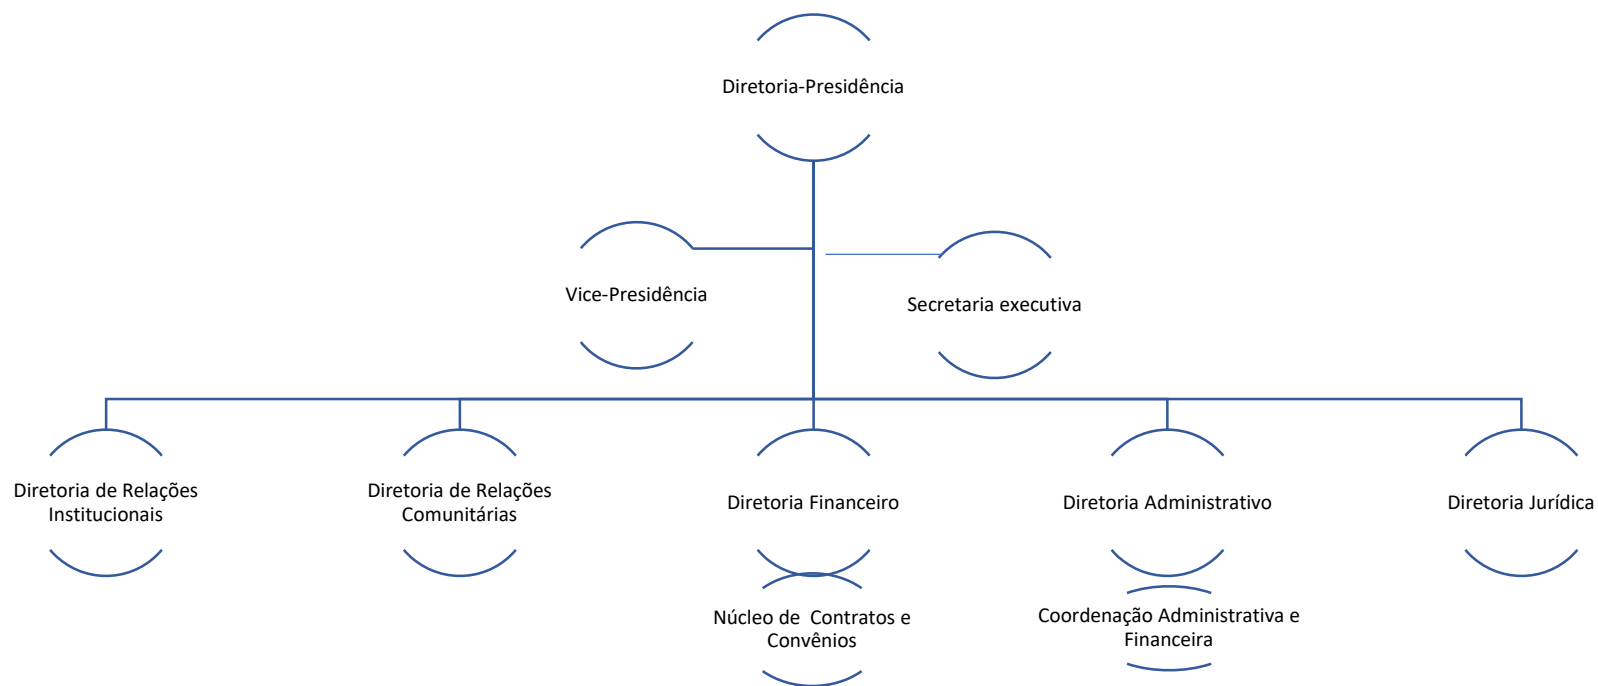 Diretoria-Presidência
Vice-Presidência
Secretaria executiva
Diretoria de Relações
Institucionais
Diretoria de Relações
Comunitárias
Diretoria Financeiro
Diretoria Administrativo
Diretoria Jurídica
Núcleo de  Contratos e
Convênios
Coordenação Administrativa e
Financeira